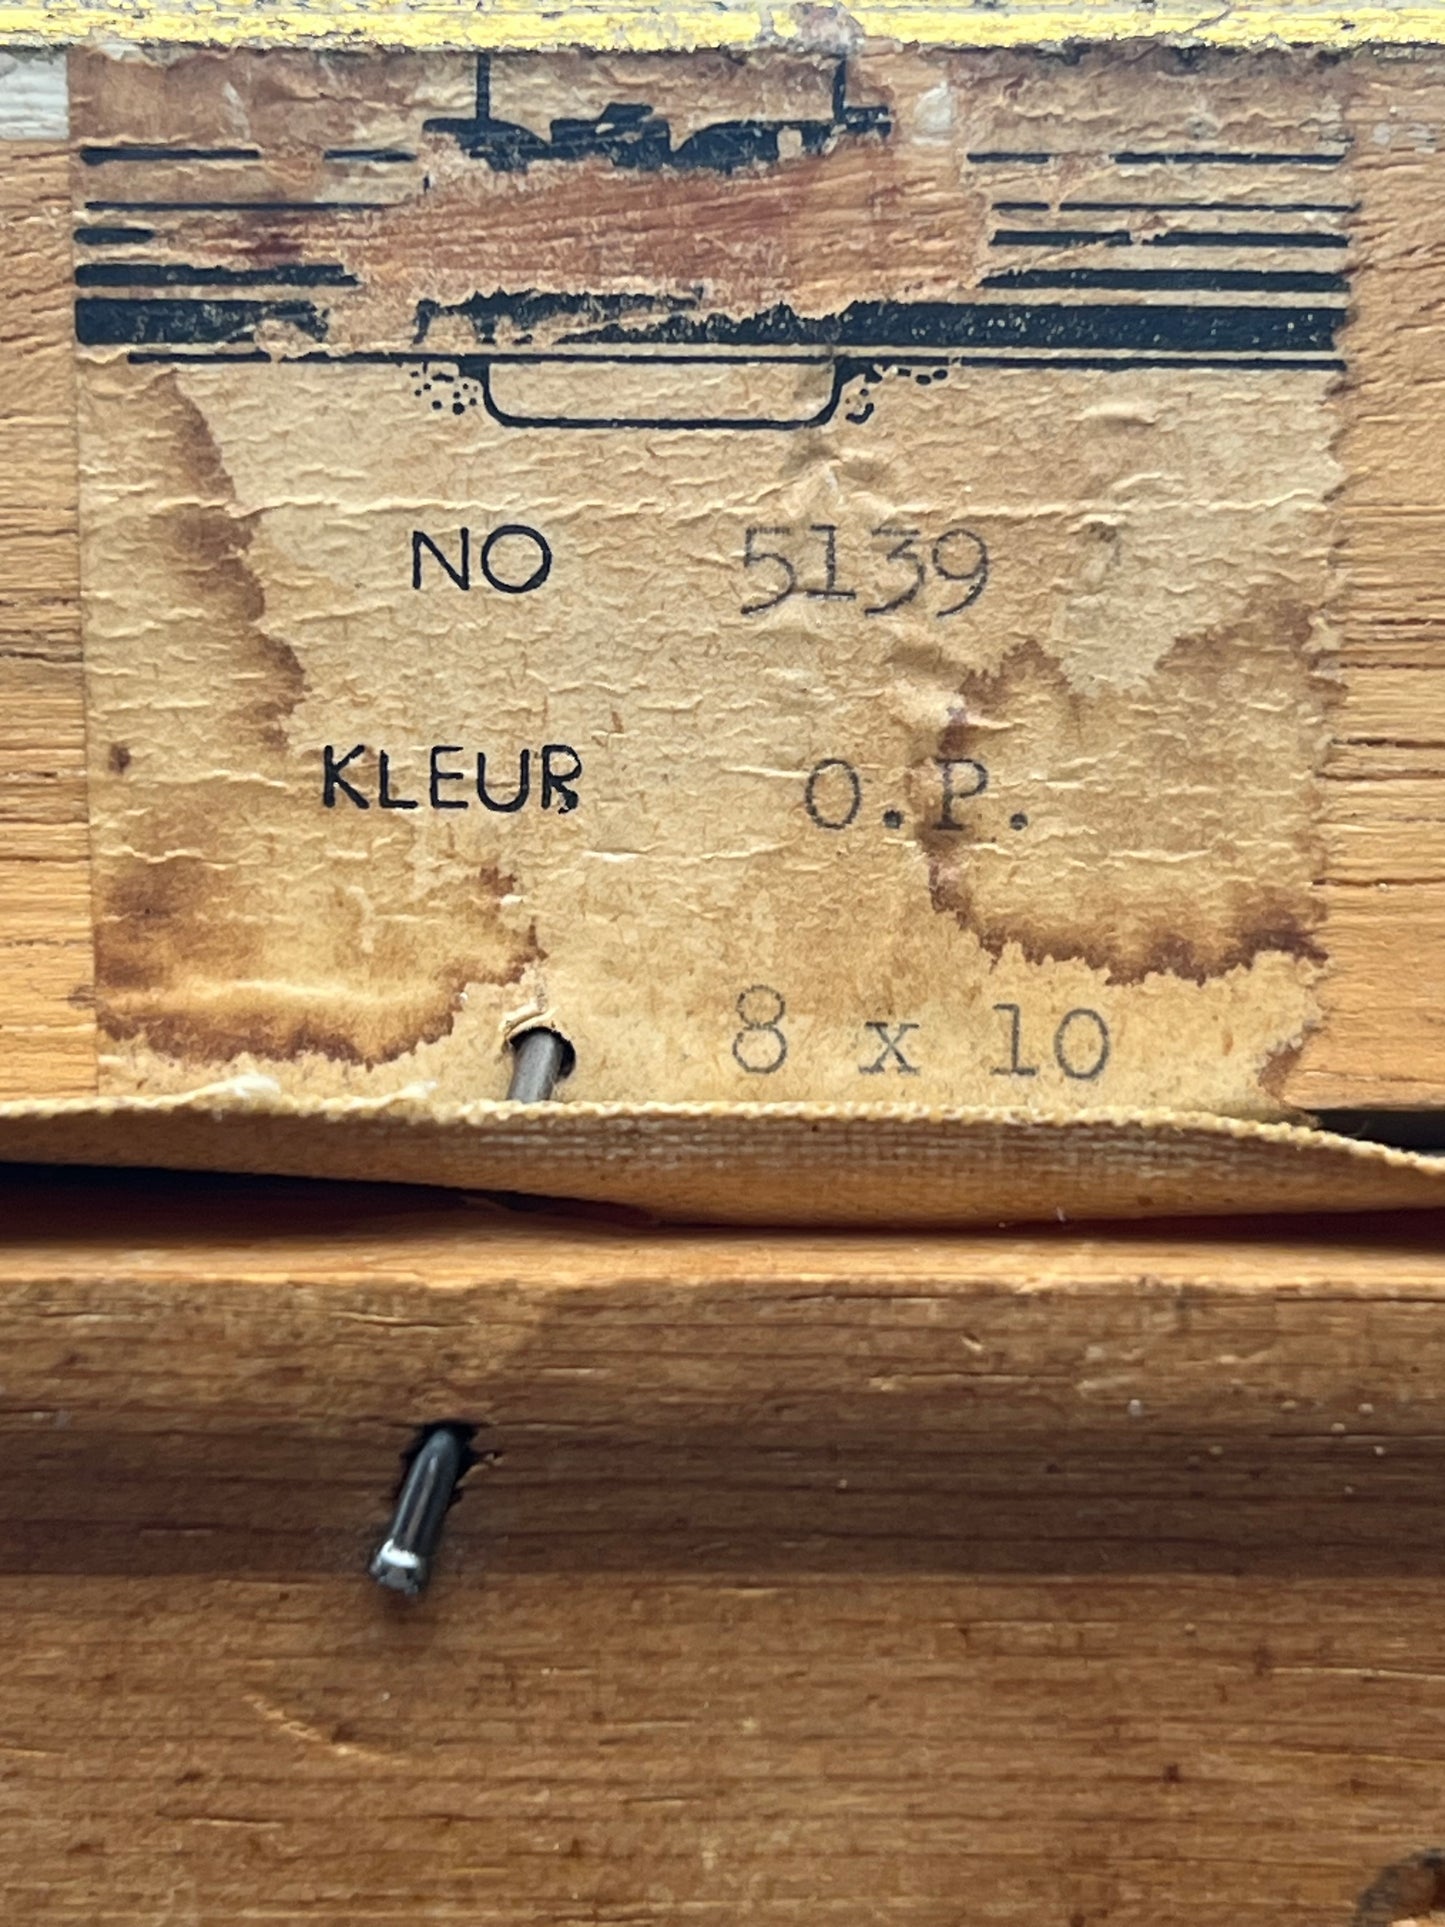 NO 5139
KLEUR O.P.
8 x 10